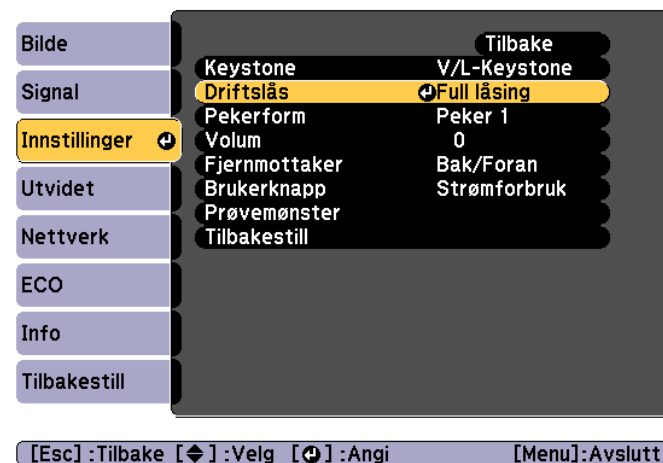 Bilde
Signal
Innstillinger
Utvidet
Nettverk
ECO
Info
Tilbakestill
Tilbake
Keystone V/L-Keystone
Driftslås Full låsing
Pekerform Peker 1
Volum 0
Fjernmottaker Bak/Foran
Brukerknapp Strømforbruk
Prøvemønster
Tilbakestill
[Esc] :Tilbake [◆] :Velg [↵] :Angi [Menu]:Avslutt